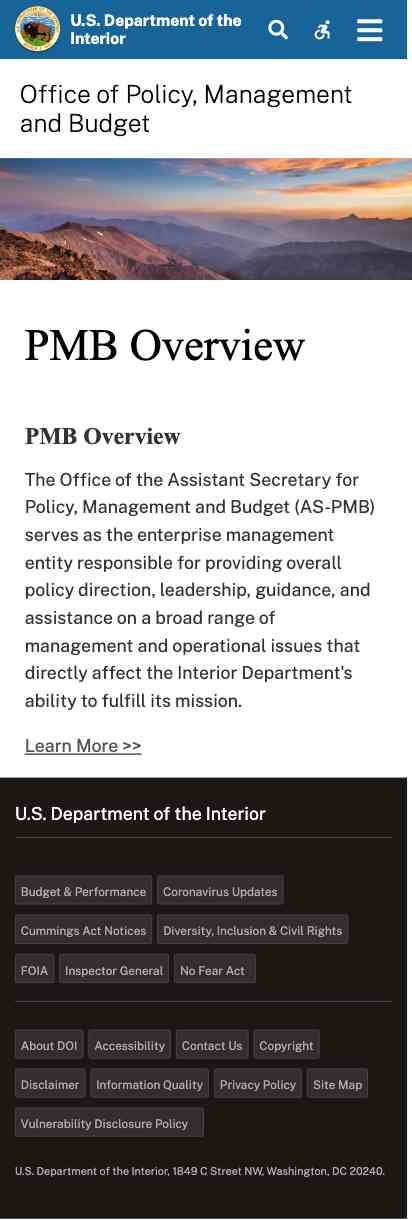 U.S. Department of the
Interior
Office of Policy, Management
and Budget
PMB Overview
PMB Overview
The Office of the Assistant Secretary for
Policy, Management and Budget (AS-PMB)
serves as the enterprise management
entity responsible for providing overall
policy direction, leadership, guidance, and
assistance on a broad range of
management and operational issues that
directly affect the Interior Department's
ability to fulfill its mission.
Learn More >>
U.S. Department of the Interior
Budget & Performance Coronavirus Updates
Cummings Act Notices Diversity, Inclusion & Civil Rights
FOIA Inspector General No Fear Act
About DOI Accessibility Contact Us Copyright
Disclaimer Information Quality Privacy Policy Site Map
Vulnerability Disclosure Policy
U.S. Department of the Interior, 1849 C Street NW, Washington, DC 20240.